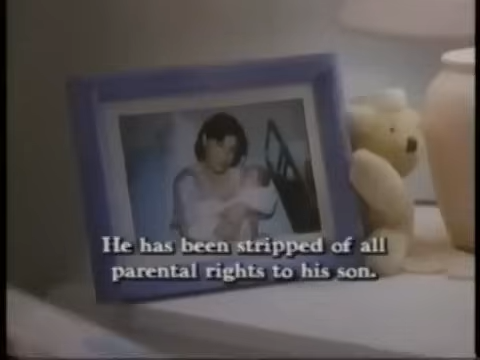 He has been stripped of all
parental rights to his son.